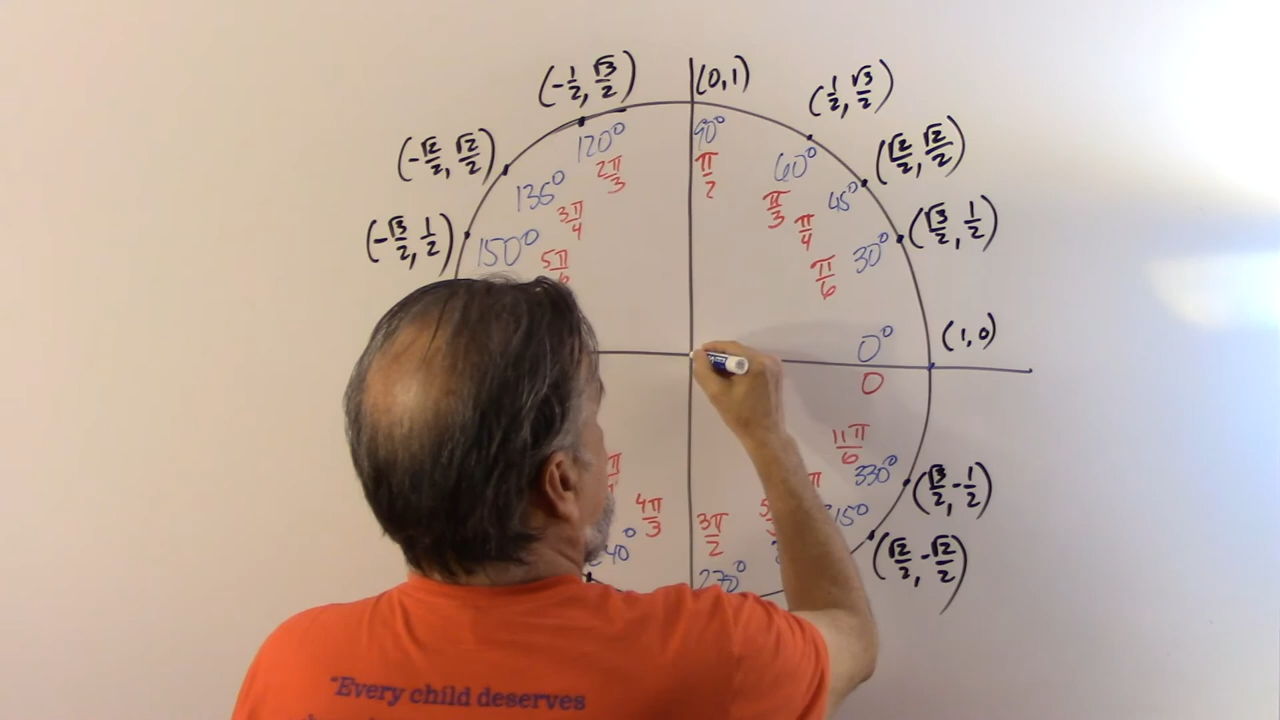 (-1/2, √3/2)
(0,1)
(1/2, √3/2)
(-√2/2, √2/2)
120°
2π/3
90°
π/2
60°
π/3
(√2/2, √2/2)
135°
3π/4
45°
π/4
(-√3/2, 1/2)
150°
5π/6
30°
π/6
(√3/2, 1/2)
0°
0
(1,0)
11π/6
330°
(√3/2, -1/2)
4π/3
3π/2
270°
(√2/2, -√2/2)
"Every child deserves